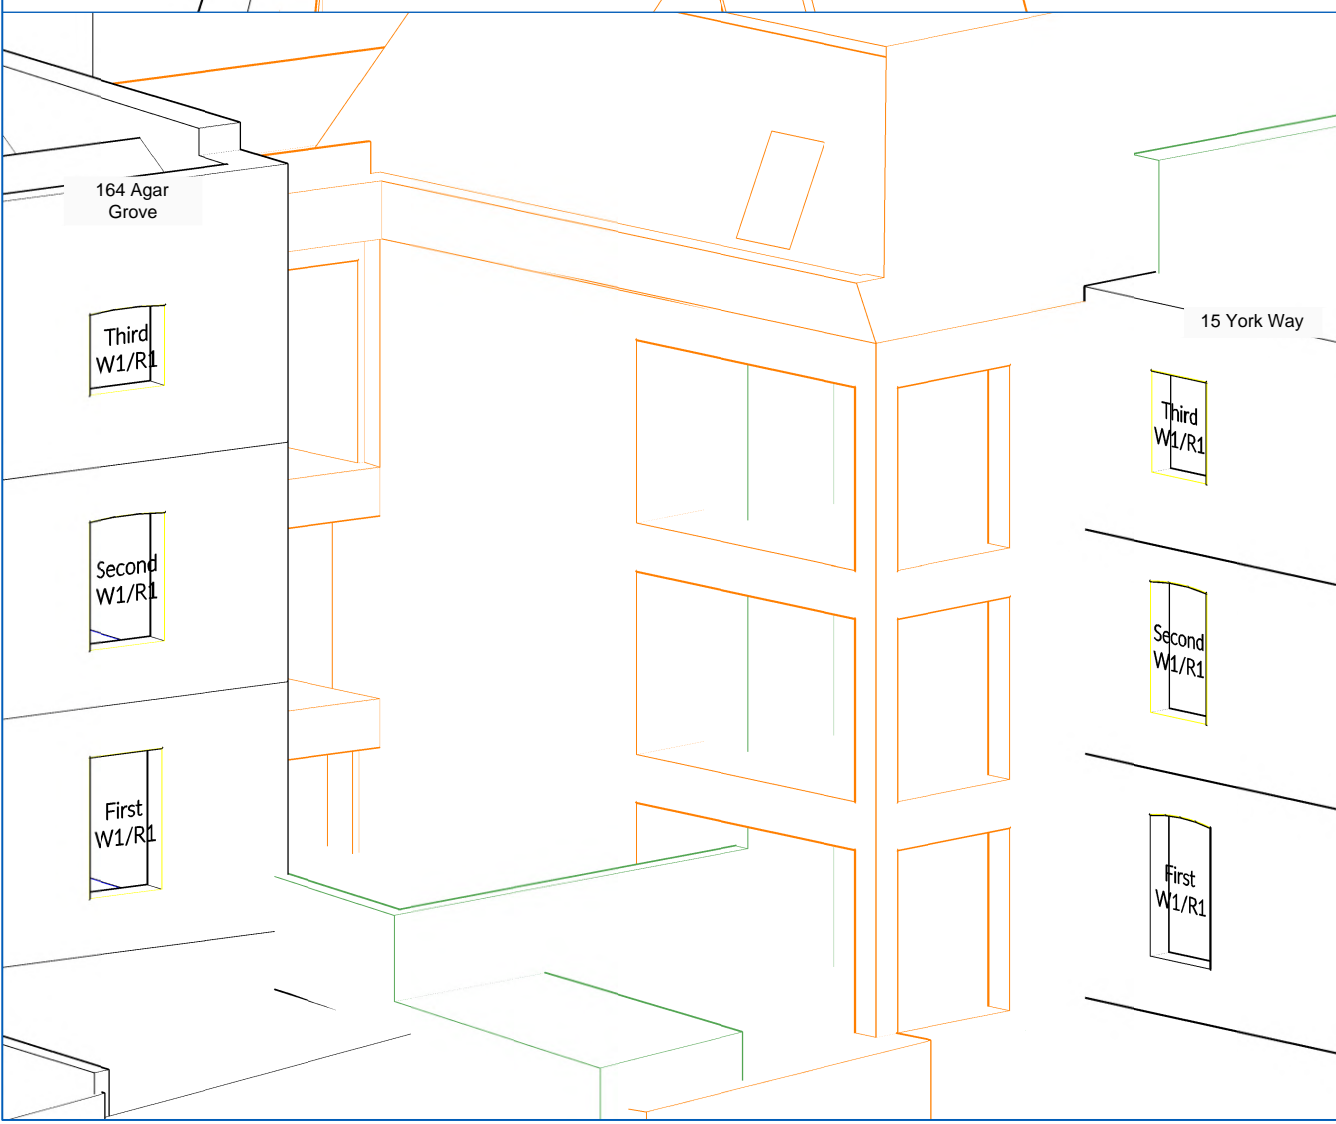 164 Agar
Grove
Third
W1/R1
Second
W1/R1
First
W1/R1
15 York Way
Third
W1/R1
Second
W1/R1
First
W1/R1